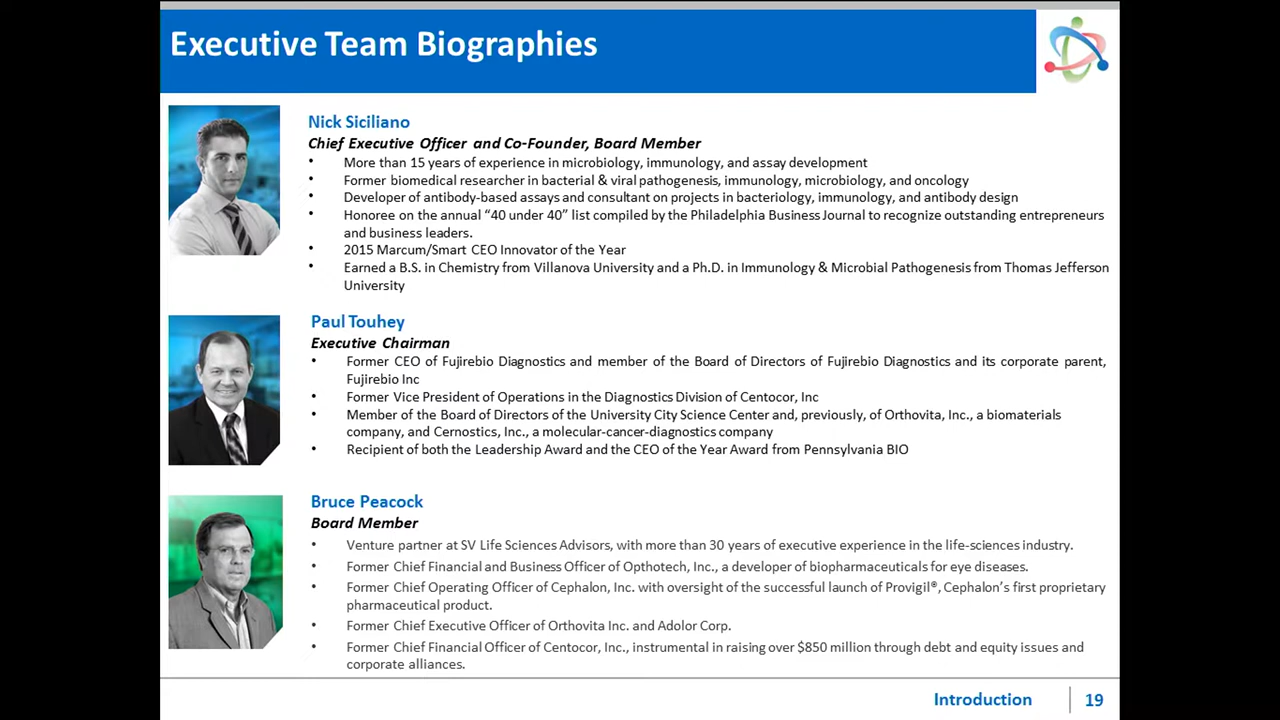 Executive Team Biographies
Nick Siciliano
Chief Executive Officer and Co-Founder, Board Member
• More than 15 years of experience in microbiology, immunology, and assay development
• Former biomedical researcher in bacterial & viral pathogenesis, immunology, microbiology, and oncology
• Developer of antibody-based assays and consultant on projects in bacteriology, immunology, and antibody design
• Honoree on the annual “40 under 40” list compiled by the Philadelphia Business Journal to recognize outstanding entrepreneurs
and business leaders.
• 2015 Marcum/Smart CEO Innovator of the Year
• Earned a B.S. in Chemistry from Villanova University and a Ph.D. in Immunology & Microbial Pathogenesis from Thomas Jefferson
University
Paul Touhey
Executive Chairman
• Former CEO of Fujirebio Diagnostics and member of the Board of Directors of Fujirebio Diagnostics and its corporate parent,
Fujirebio Inc
• Former Vice President of Operations in the Diagnostics Division of Centocor, Inc
• Member of the Board of Directors of the University City Science Center and, previously, of Orthovita, Inc., a biomaterials
company, and Cernostics, Inc., a molecular-cancer-diagnostics company
• Recipient of both the Leadership Award and the CEO of the Year Award from Pennsylvania BIO
Bruce Peacock
Board Member
• Venture partner at SV Life Sciences Advisors, with more than 30 years of executive experience in the life-sciences industry.
• Former Chief Financial and Business Officer of Opthotech, Inc., a developer of biopharmaceuticals for eye diseases.
• Former Chief Operating Officer of Cephalon, Inc. with oversight of the successful launch of Provigil®, Cephalon’s first proprietary
pharmaceutical product.
• Former Chief Executive Officer of Orthovita Inc. and Adolor Corp.
• Former Chief Financial Officer of Centocor, Inc., instrumental in raising over $850 million through debt and equity issues and
corporate alliances.
Introduction 19